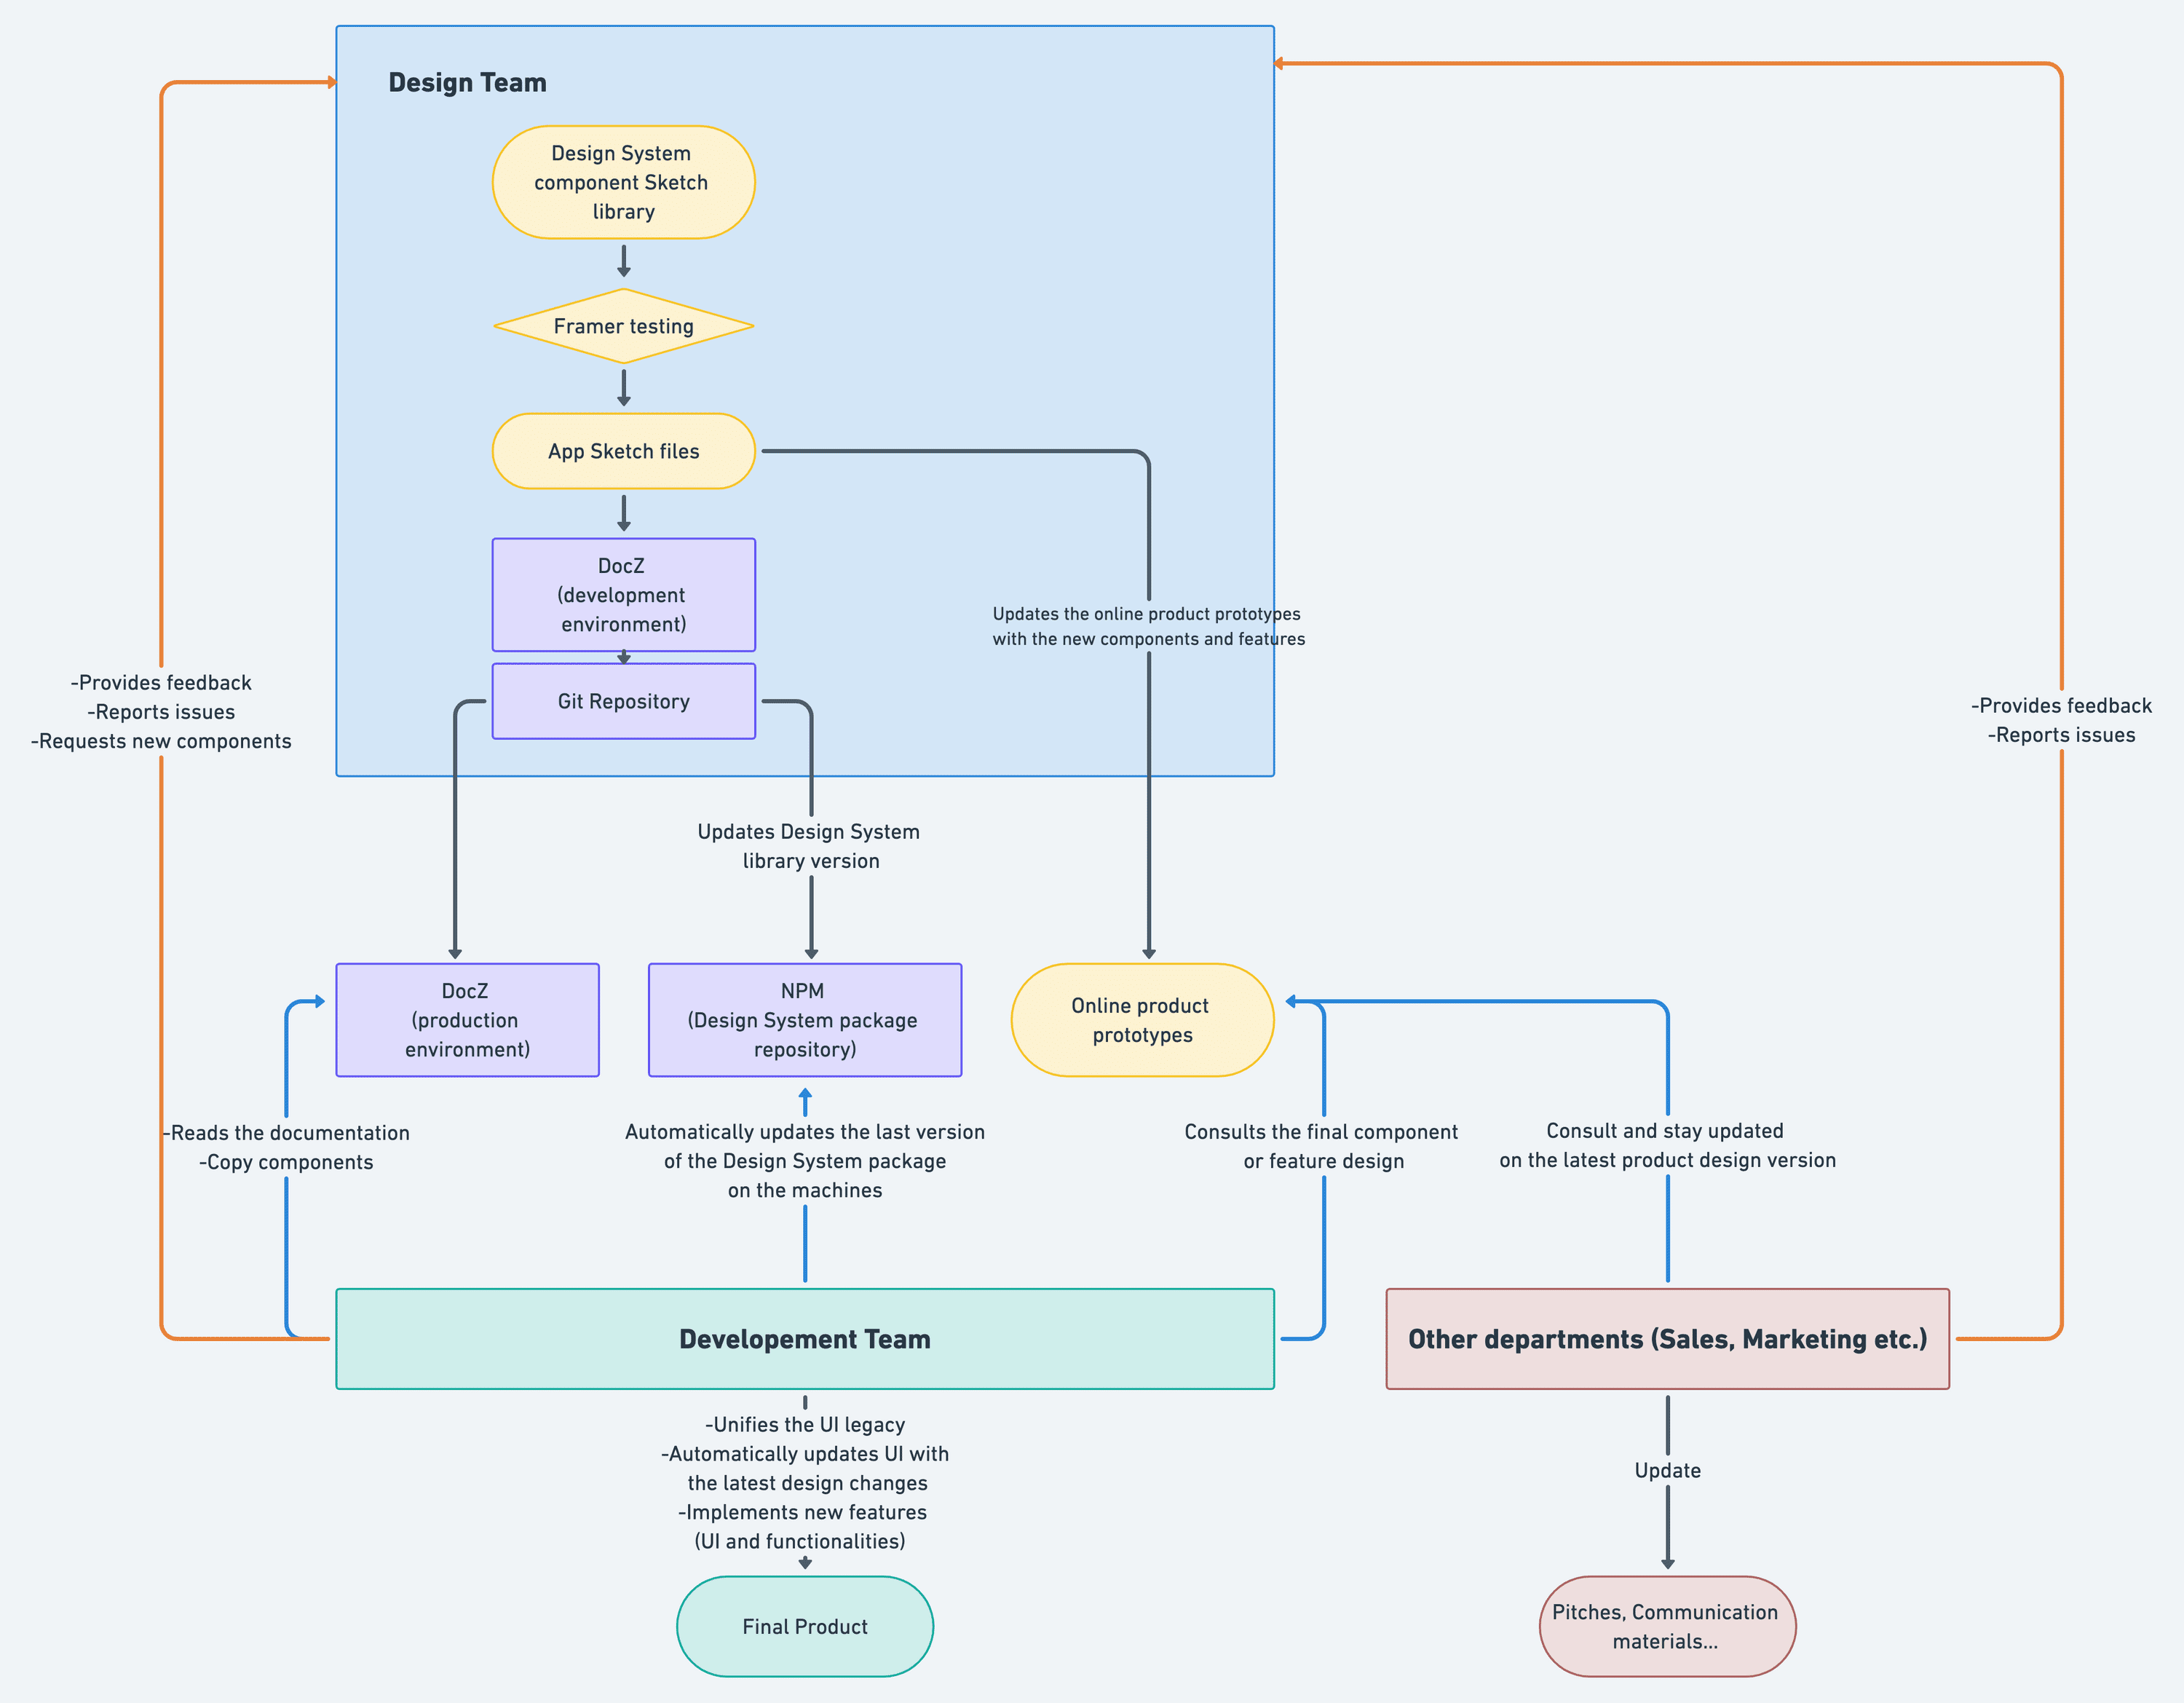 Design Team
Design System
component Sketch
library
Framer testing
App Sketch files
DocZ
(development
environment)
Updates the online product prototypes
with the new components and features
Git Repository
-Provides feedback
-Reports issues
-Requests new components
-Provides feedback
-Reports issues
Updates Design System
library version
DocZ
(production
environment)
NPM
(Design System package
repository)
Online product
prototypes
-Reads the documentation
-Copy components
Automatically updates the last version
of the Design System package
on the machines
Consults the final component
or feature design
Consult and stay updated
on the latest product design version
Developement Team
Other departments (Sales, Marketing etc.)
-Unifies the UI legacy
-Automatically updates UI with
the latest design changes
-Implements new features
(UI and functionalities)
Update
Final Product
Pitches, Communication
materials...